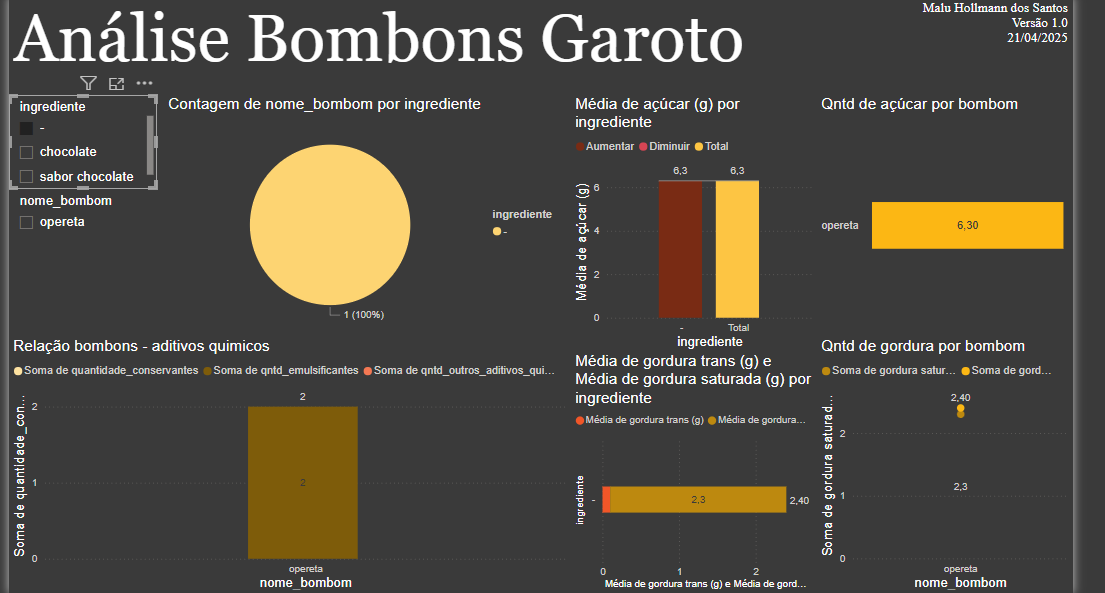 Análise Bombons Garoto
Malu Hollmann dos Santos
Versão 1.0
21/04/2025
ingrediente
-
chocolate
sabor chocolate
nome_bombom
opereta
Contagem de nome_bombom por ingrediente
ingrediente
-
1 (100%)
Média de açúcar (g) por
ingrediente
Aumentar Diminuir Total
Média de açúcar (g)
6
4
2
0
6,3
6,3
-
Total
ingrediente
Qntd de açúcar por bombom
opereta
6,30
Relação bombons - aditivos quimicos
Soma de quantidade_conservantes Soma de qntd_emulsificantes Soma de qntd_outros_aditivos_qui...
Soma de quantidade_con...
2
1
0
2
2
opereta
nome_bombom
Média de gordura trans (g) e
Média de gordura saturada (g) por
ingrediente
Média de gordura trans (g) Média de gordura...
ingrediente
-
2,3
2,40
0
1
2
Média de gordura trans (g) e Média de gord...
Qntd de gordura por bombom
Soma de gordura satur... Soma de gord...
Soma de gordura saturad...
2
1
0
2,40
2,3
opereta
nome_bombom